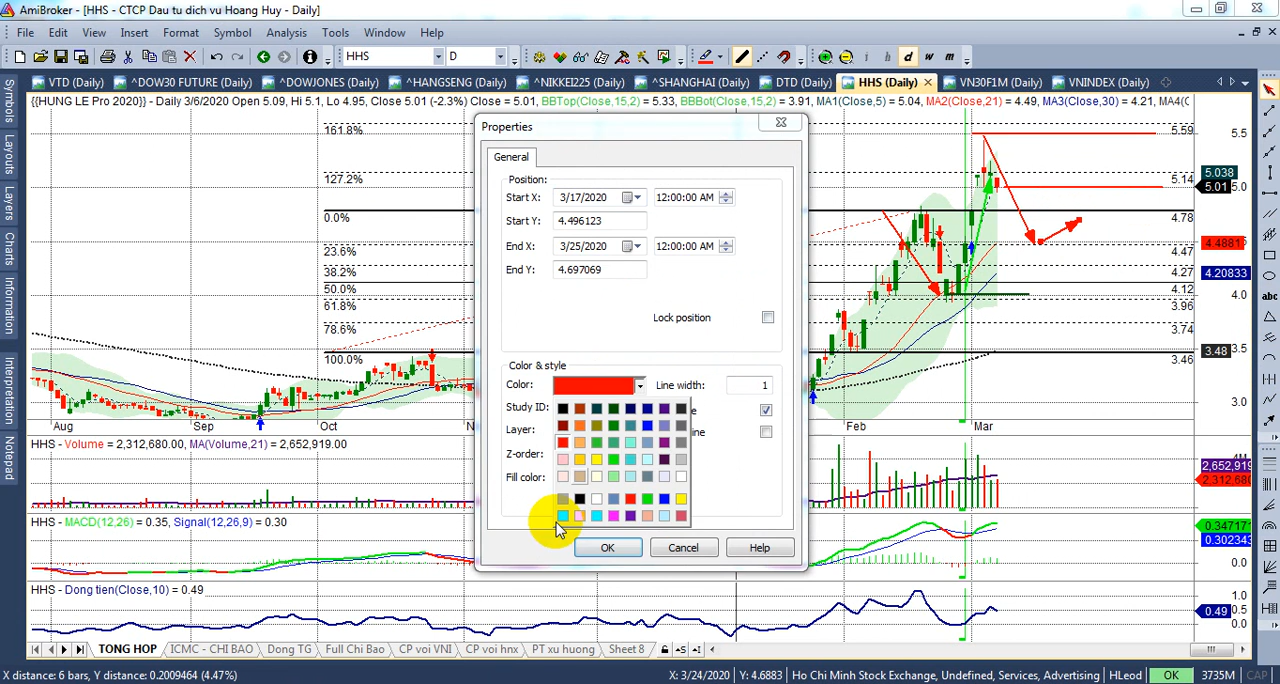 AmiBroker - [HHS - CTCP Dau tu dich vu Hoang Huy - Daily]
File Edit View Insert Format Symbol Analysis Tools Window Help
HHS D i h d w m
VTD (Daily) ^DOW30 FUTURE (Daily) ^DOWJONES (Daily) ^HANGSENG (Daily) ^NIKKEI225 (Daily) ^SHANGHAI (Daily) DTD (Daily) HHS (Daily) VN30F1M (Daily) VNINDEX (Daily)
{{HUNG LE Pro 2020}} - Daily 3/6/2020 Open 5.09, Hi 5.1, Lo 4.95, Close 5.01 (-2.3%) Close = 5.01, BBTop(Close,15,2) = 5.33, BBBot(Close,15,2) = 3.91, MA1(Close,5) = 5.04, MA2(Close,21) = 4.49, MA3(Close,30) = 4.21, MA4(C
Symbols
Layouts
Layers
Charts
Information
Interpretation
Notepad
161.8%
127.2%
0.0%
23.6%
38.2%
50.0%
61.8%
78.6%
100.0%
5.59
5.14
4.78
4.47
4.27
4.12
3.96
3.74
3.46
5.5
5.038
5.01 5.0
4.4881
4.20833
4.0
3.48 3.5
3.0
Aug Sep Oct N Feb Mar
Properties
General
Position:
Start X: 3/17/2020 12:00:00 AM
Start Y: 4.496123
End X: 3/25/2020 12:00:00 AM
End Y: 4.697069
Lock position
Color & style
Color: Line width: 1
Study ID:
Layer:
Z-order:
Fill color:
OK Cancel Help
abc
HHS - Volume = 2,312,680.00, MA(Volume,21) = 2,652,919.00
2,652,919
2,312,680
HHS - MACD(12,26) = 0.35, Signal(12,26,9) = 0.30
0.347171
0.302343
0.0
HHS - Dong tien(Close,10) = 0.49
1.0
0.49 0.5
0.0
TONG HOP ICMC - CHI BAO Dong TG Full Chi Bao CP voi VNI CP voi hnx PT xu huong Sheet 8
X distance: 6 bars, Y distance: 0.2009464 (4.47%) X: 3/24/2020 Y: 4.6883 Ho Chi Minh Stock Exchange, Undefined, Services, Advertising HLeod OK 3735M CAP